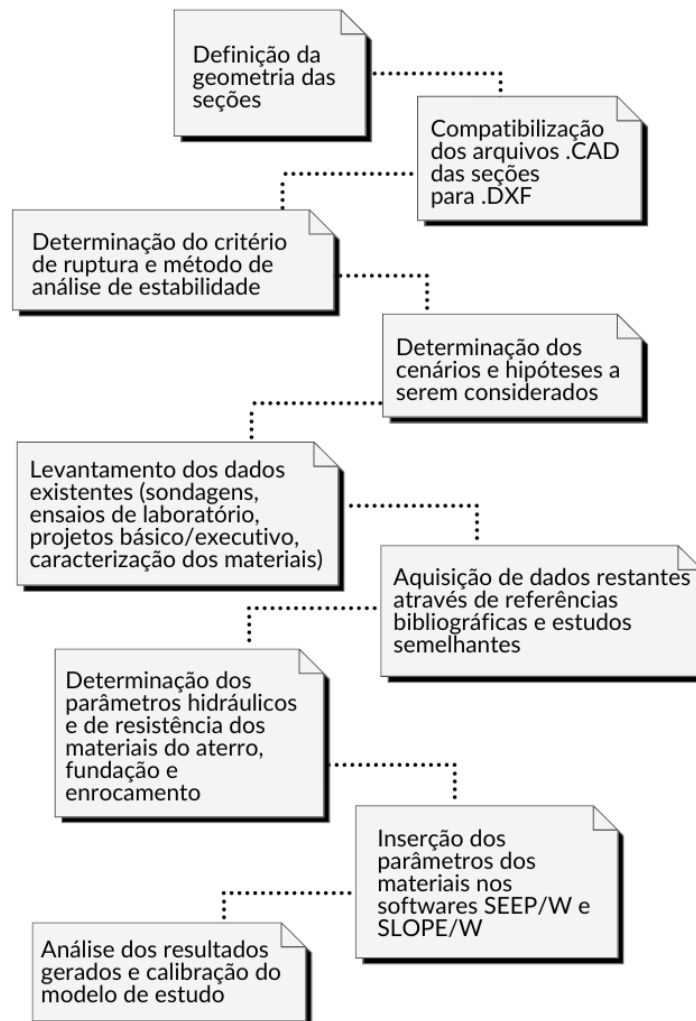 Definição da
geometria das
seções
Compatibilização
dos arquivos .CAD
das seções
para .DXF
Determinação do critério
de ruptura e método de
análise de estabilidade
Determinação dos
cenários e hipóteses a
serem considerados
Levantamento dos dados
existentes (sondagens,
ensaios de laboratório,
projetos básico/executivo,
caracterização dos materiais)
Aquisição de dados restantes
através de referências
bibliográficas e estudos
semelhantes
Determinação dos
parâmetros hidráulicos
e de resistência dos
materiais do aterro,
fundação e
enrocamento
Inserção dos
parâmetros dos
materiais nos
softwares SEEP/W e
SLOPE/W
Análise dos resultados
gerados e calibração do
modelo de estudo